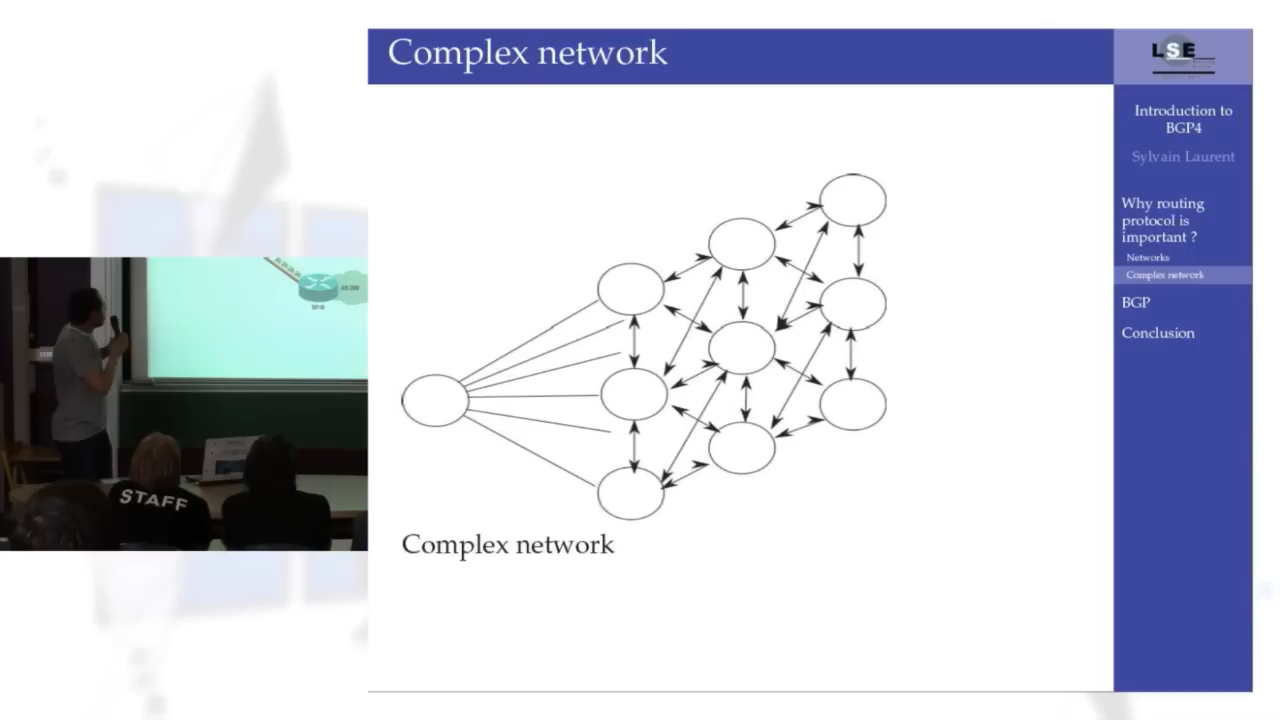 Complex network
LSE
Introduction to
BGP4
Sylvain Laurent
Why routing
protocol is
important ?
Networks
Complex network
BGP
Conclusion
Complex network
STAFF